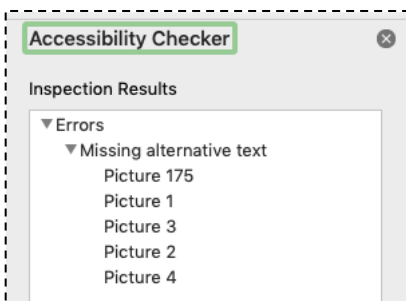 Accessibility Checker
Inspection Results
Errors
Missing alternative text
Picture 175
Picture 1
Picture 3
Picture 2
Picture 4